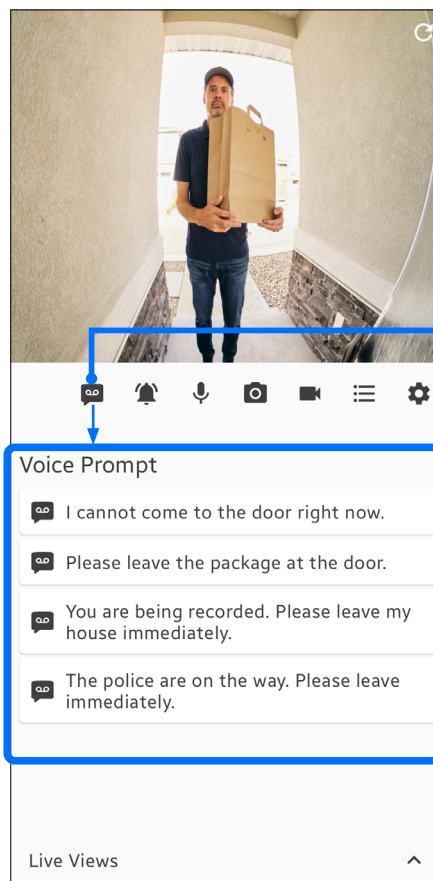 Voice Prompt
I cannot come to the door right now.
Please leave the package at the door.
You are being recorded. Please leave my
house immediately.
The police are on the way. Please leave
immediately.
Live Views